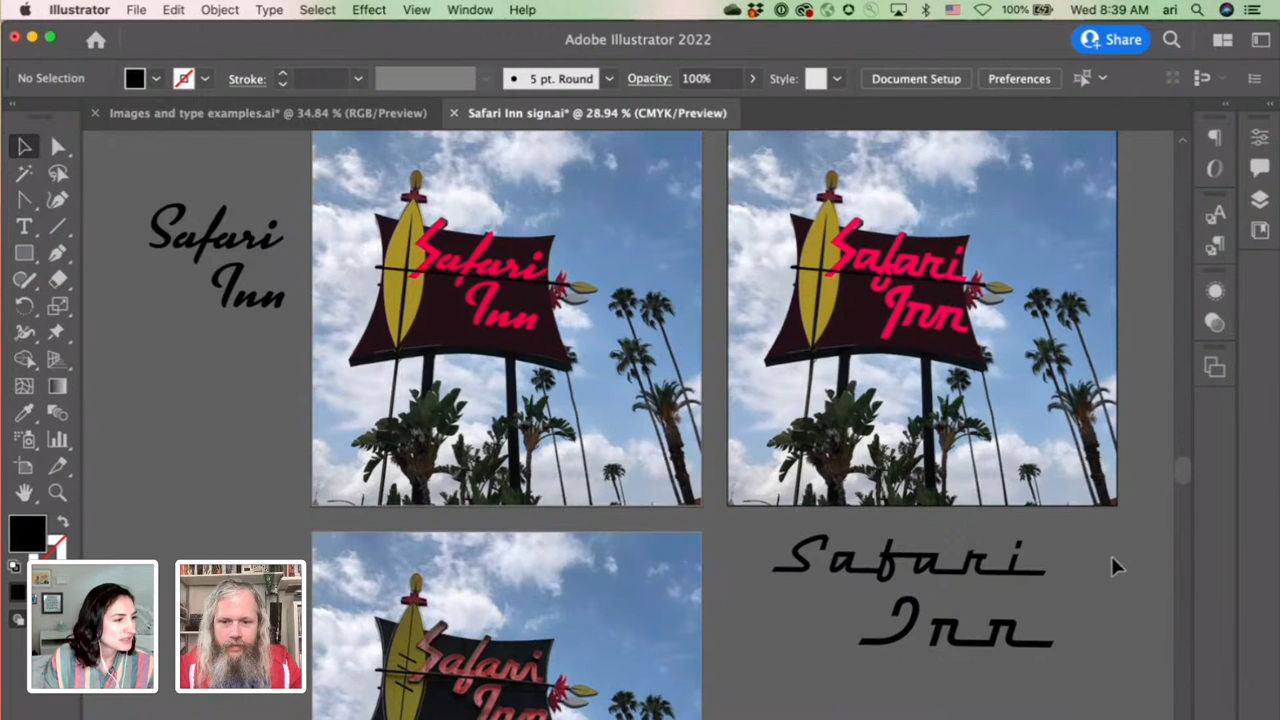 Illustrator File Edit Object Type Select Effect View Window Help 100% Wed 8:39 AM ari
Adobe Illustrator 2022 Share
No Selection Stroke: 5 pt. Round Opacity: 100% Style: Document Setup Preferences
Images and type examples.ai* @ 34.84 % (RGB/Preview) Safari Inn sign.ai* @ 28.94 % (CMYK/Preview)
Safari
Inn
Safari
Inn
Safari
Inn
Safari
Inn
Safari
Inn